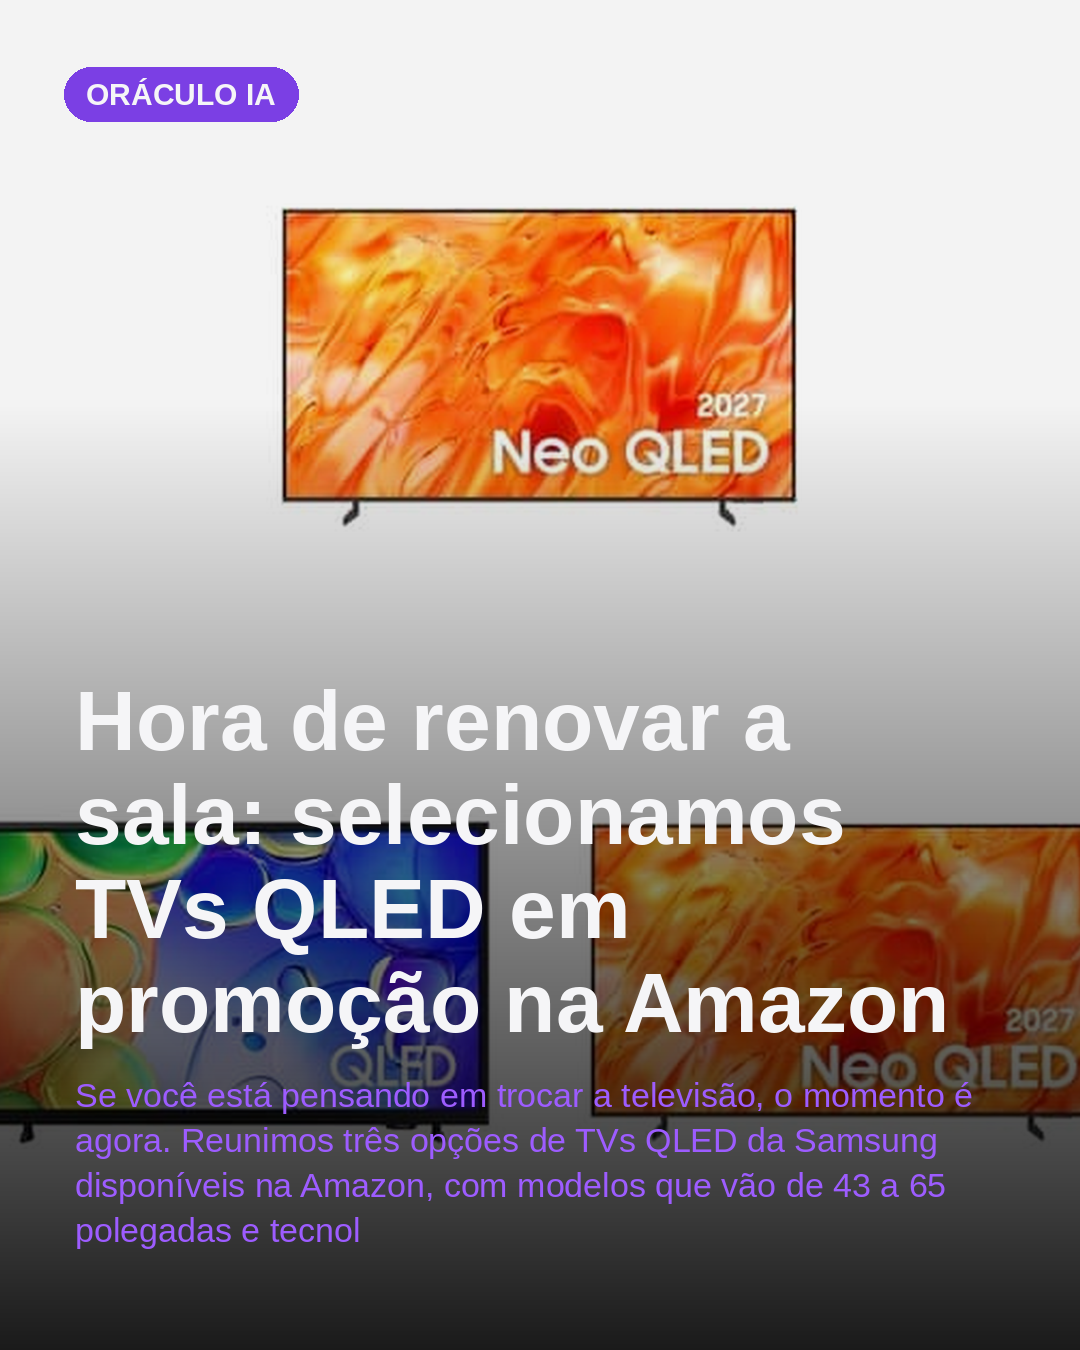 ORÁCULO IA
2027
Neo QLED
Hora de renovar a
sala: selecionamos
TVs QLED em
promoção na Amazon
2027
QLED
Neo QLED
Se você está pensando em trocar a televisão, o momento é
agora. Reunimos três opções de TVs QLED da Samsung
disponíveis na Amazon, com modelos que vão de 43 a 65
polegadas e tecnol